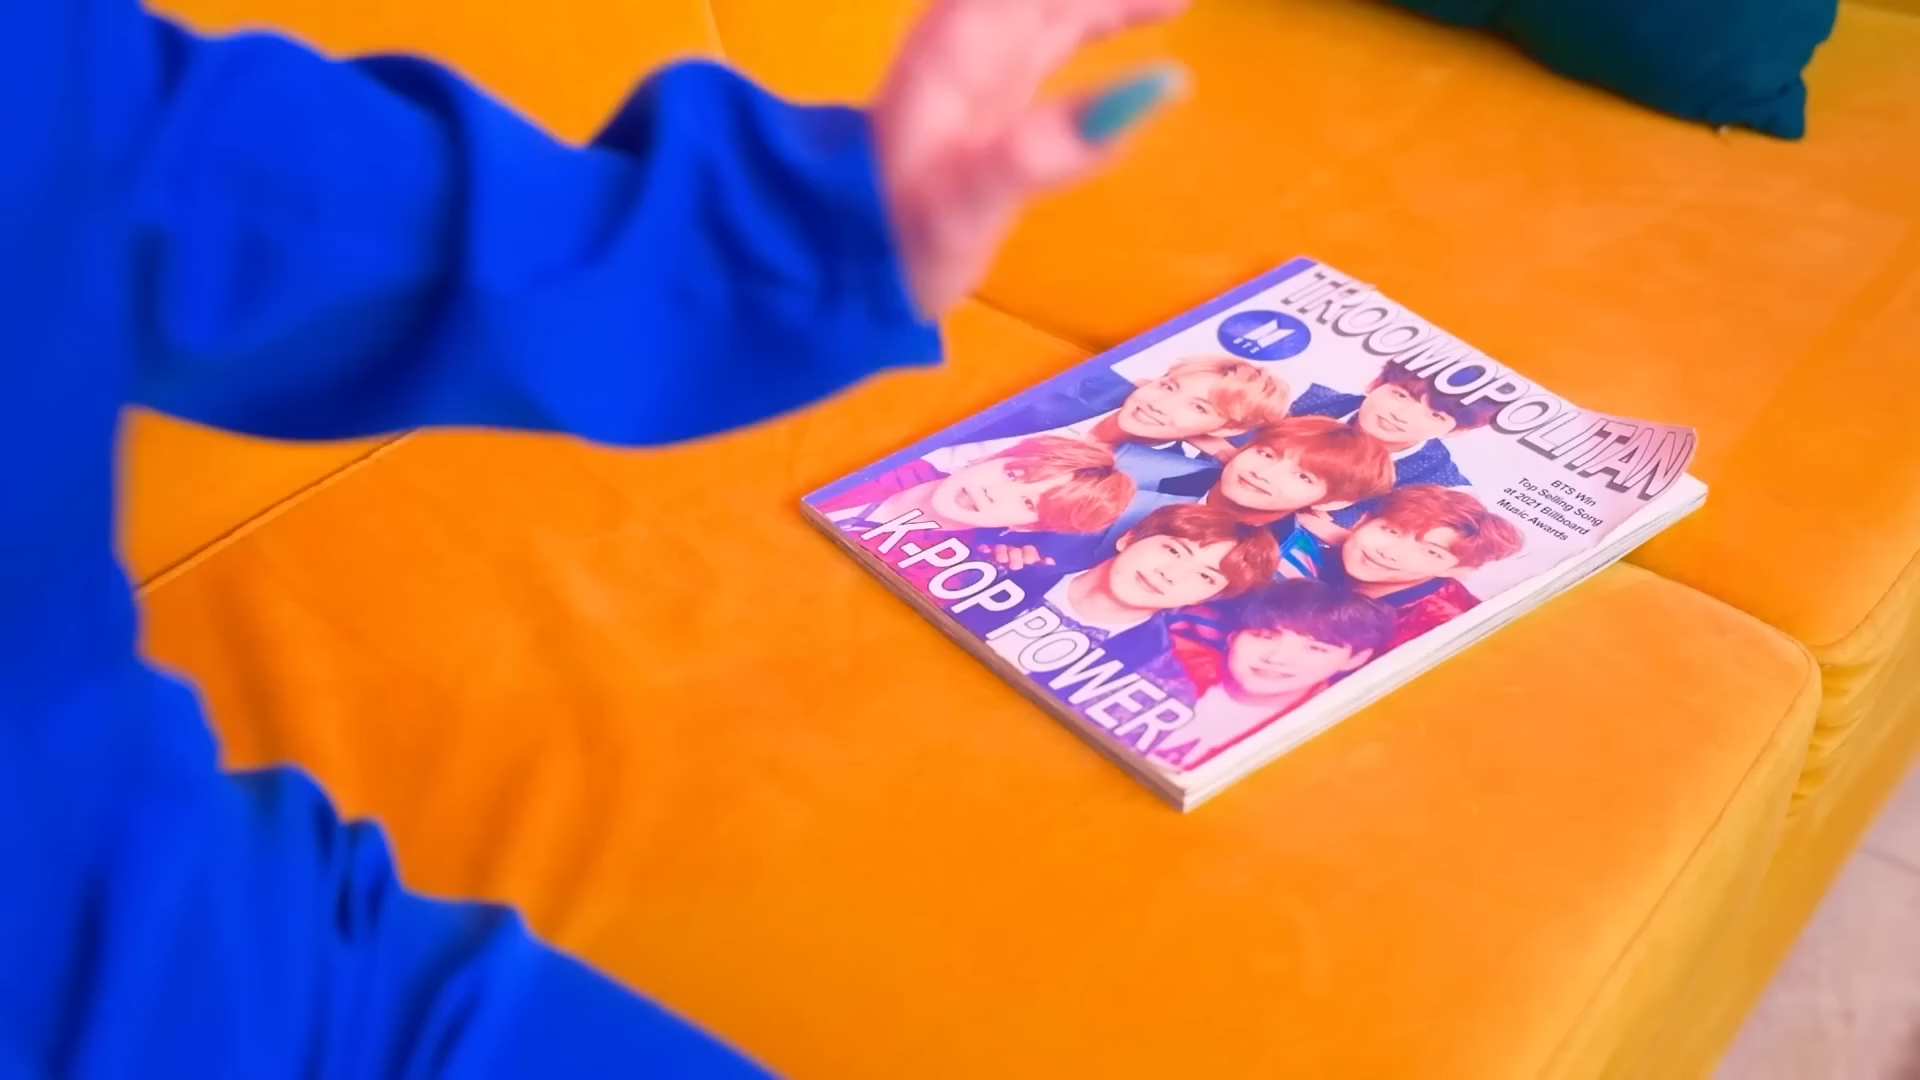 TROOMOPOLITAN
BTS
BTS Win
Top Selling Song
at 2021 Billboard
Music Awards
K-POP POWER